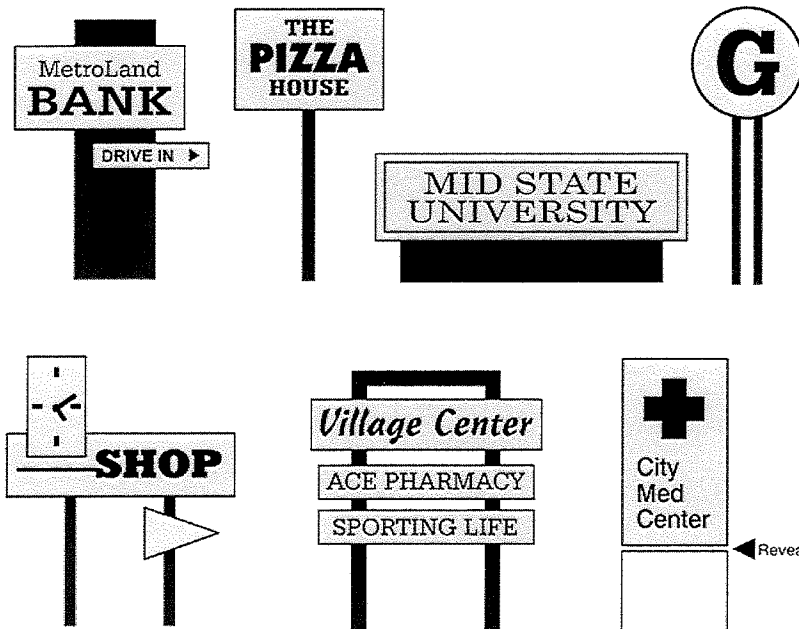 MetroLand
BANK
DRIVE IN
THE
PIZZA
HOUSE
MID STATE
UNIVERSITY
G
SHOP
Village Center
ACE PHARMACY
SPORTING LIFE
City
Med
Center